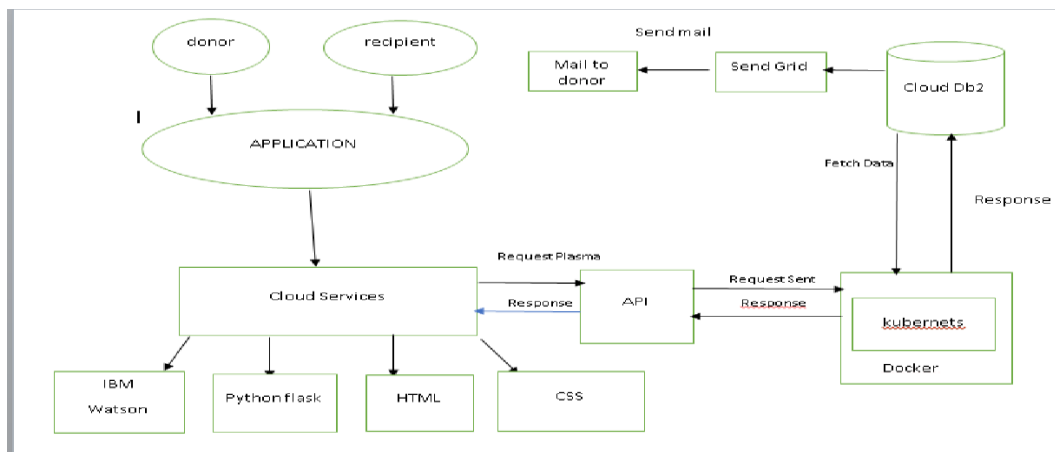 donor
recipient
Send mail
Mail to
donor
Send Grid
Cloud Db2
APPLICATION
Fetch Data
Response
Request Plasma
Cloud Services
Response
API
Request Sent
Response
kubernets
Docker
IBM
Watson
Python flask
HTML
CSS